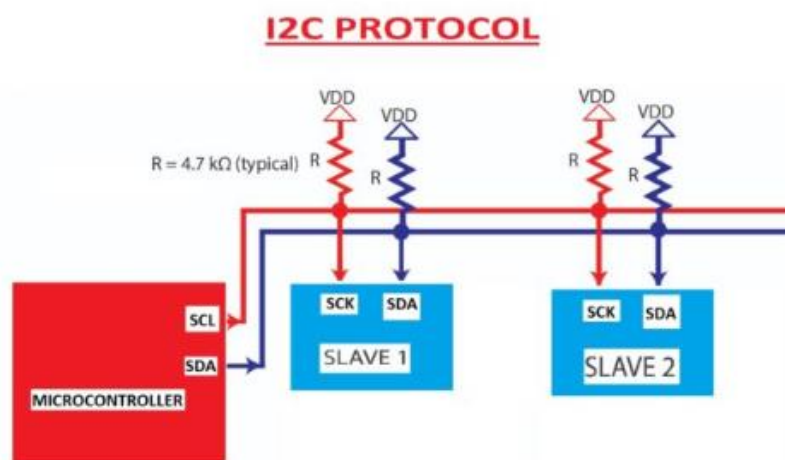 I2C PROTOCOL
VDD
VDD
VDD
VDD
R = 4.7 kΩ (typical)
R
R
R
R
SCL
SDA
MICROCONTROLLER
SCK
SDA
SLAVE 1
SCK
SDA
SLAVE 2